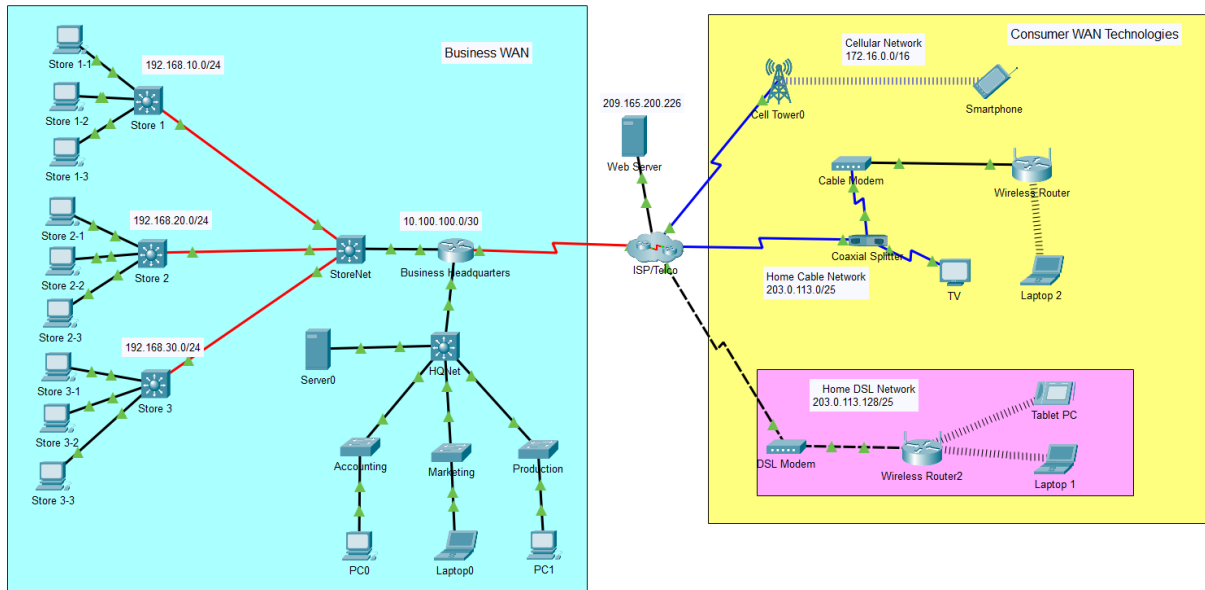 Business WAN
Store 1-1
192.168.10.0/24
Store 1-2
Store 1
Store 1-3
Store 2-1
192.168.20.0/24
Store 2-2
Store 2
Store 2-3
192.168.30.0/24
Store 3-1
Store 3
Store 3-2
Store 3-3
StoreNet
10.100.100.0/30
Business Headquarters
Server0
HQNet
Accounting
Marketing
Production
PC0
Laptop0
PC1
209.165.200.226
Web Server
ISP/Telco
Consumer WAN Technologies
Cellular Network
172.16.0.0/16
Cell Tower0
Smartphone
Cable Modem
Wireless Router
Coaxial Splitter
Home Cable Network
203.0.113.0/25
TV
Laptop 2
Home DSL Network
203.0.113.128/25
Tablet PC
DSL Modem
Wireless Router2
Laptop 1